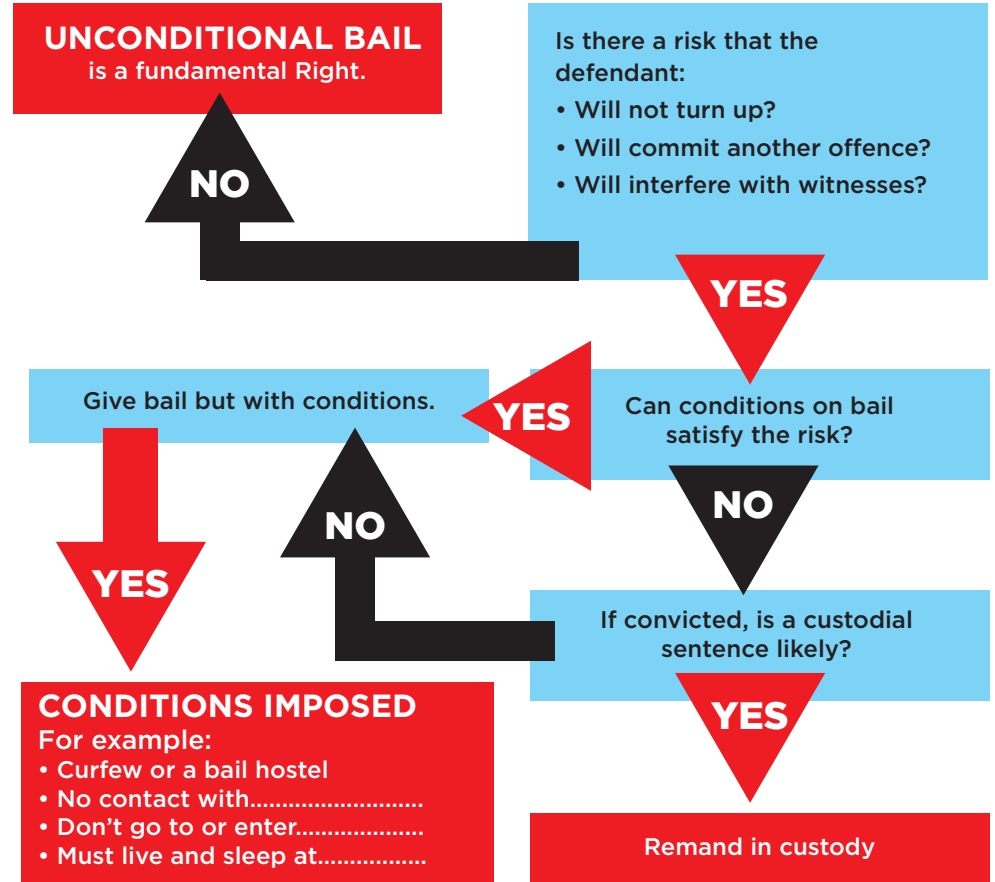 UNCONDITIONAL BAIL
is a fundamental Right.
NO
Is there a risk that the
defendant:
• Will not turn up?
• Will commit another offence?
• Will interfere with witnesses?
YES
Can conditions on bail
satisfy the risk?
YES
Give bail but with conditions.
NO
If convicted, is a custodial
sentence likely?
NO
YES
CONDITIONS IMPOSED
For example:
• Curfew or a bail hostel
• No contact with...........................
• Don't go to or enter....................
• Must live and sleep at.................
YES
Remand in custody